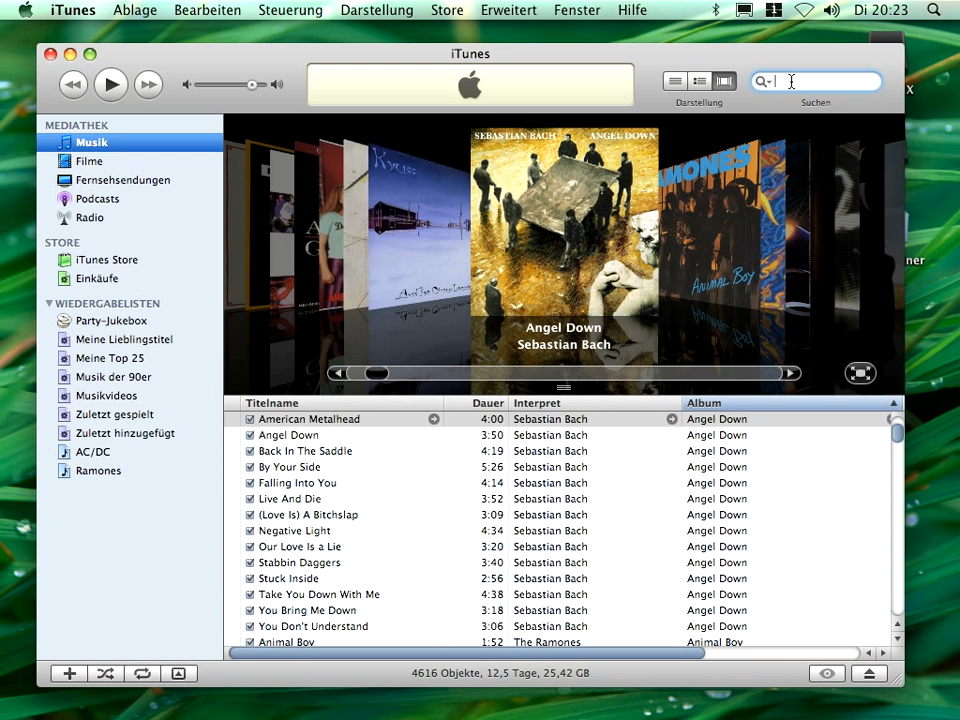 iTunes Ablage Bearbeiten Steuerung Darstellung Store Erweitert Fenster Hilfe 1 Di 20:23
iTunes
Darstellung
Suchen
MEDIATHEK
Musik
Filme
Fernsehsendungen
Podcasts
Radio
STORE
iTunes Store
Einkäufe
WIEDERGABELISTEN
Party-Jukebox
Meine Lieblingstitel
Meine Top 25
Musik der 90er
Musikvideos
Zuletzt gespielt
Zuletzt hinzugefügt
AC/DC
Ramones
SEBASTIAN BACH ANGEL DOWN
Kyuss
RAMONES
ANIMAL BOY
Angel Down
Sebastian Bach
Titelname Dauer Interpret Album
American Metalhead 4:00 Sebastian Bach Angel Down
Angel Down 3:50 Sebastian Bach Angel Down
Back In The Saddle 4:19 Sebastian Bach Angel Down
By Your Side 5:26 Sebastian Bach Angel Down
Falling Into You 4:14 Sebastian Bach Angel Down
Live And Die 3:52 Sebastian Bach Angel Down
(Love Is) A Bitchslap 3:09 Sebastian Bach Angel Down
Negative Light 4:34 Sebastian Bach Angel Down
Our Love Is a Lie 3:20 Sebastian Bach Angel Down
Stabbin Daggers 3:40 Sebastian Bach Angel Down
Stuck Inside 2:56 Sebastian Bach Angel Down
Take You Down With Me 4:38 Sebastian Bach Angel Down
You Bring Me Down 3:18 Sebastian Bach Angel Down
You Don't Understand 3:06 Sebastian Bach Angel Down
Animal Boy 1:52 The Ramones Animal Boy
4616 Objekte, 12,5 Tage, 25,42 GB
X
ner